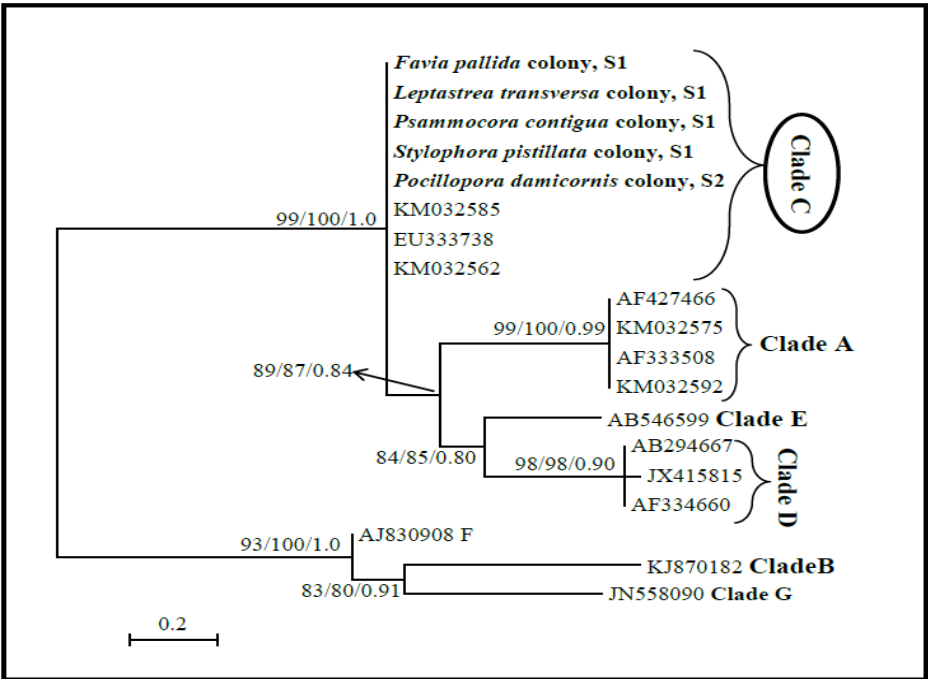 Favia pallida colony, S1
Leptastrea transversa colony, S1
Psammocora contigua colony, S1
Stylophora pistillata colony, S1
Pocillopora damicornis colony, S2
KM032585
EU333738
KM032562
Clade C
99/100/1.0
AF427466
KM032575
AF333508
KM032592
Clade A
99/100/0.99
89/87/0.84
AB546599 Clade E
84/85/0.80
98/98/0.90
AB294667
JX415815
AF334660
Clade D
AJ830908 F
93/100/1.0
KJ870182 CladeB
83/80/0.91
JN558090 Clade G
0.2